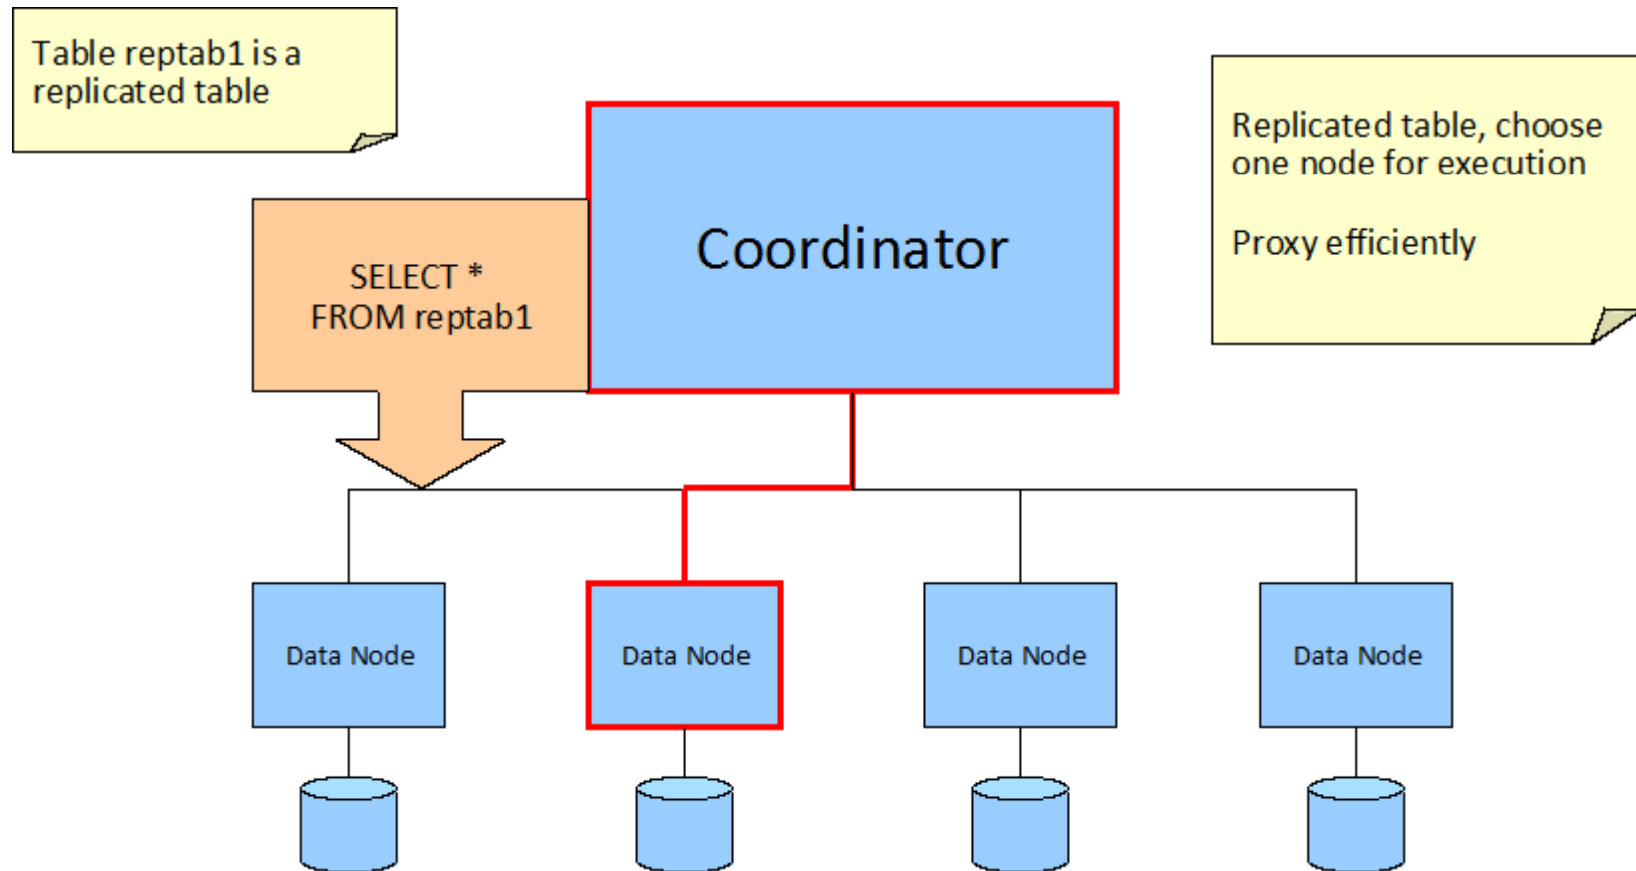 Table reptab1 is a
replicated table
Replicated table, choose
one node for execution
Proxy efficiently
Coordinator
SELECT *
FROM reptab1
Data Node
Data Node
Data Node
Data Node